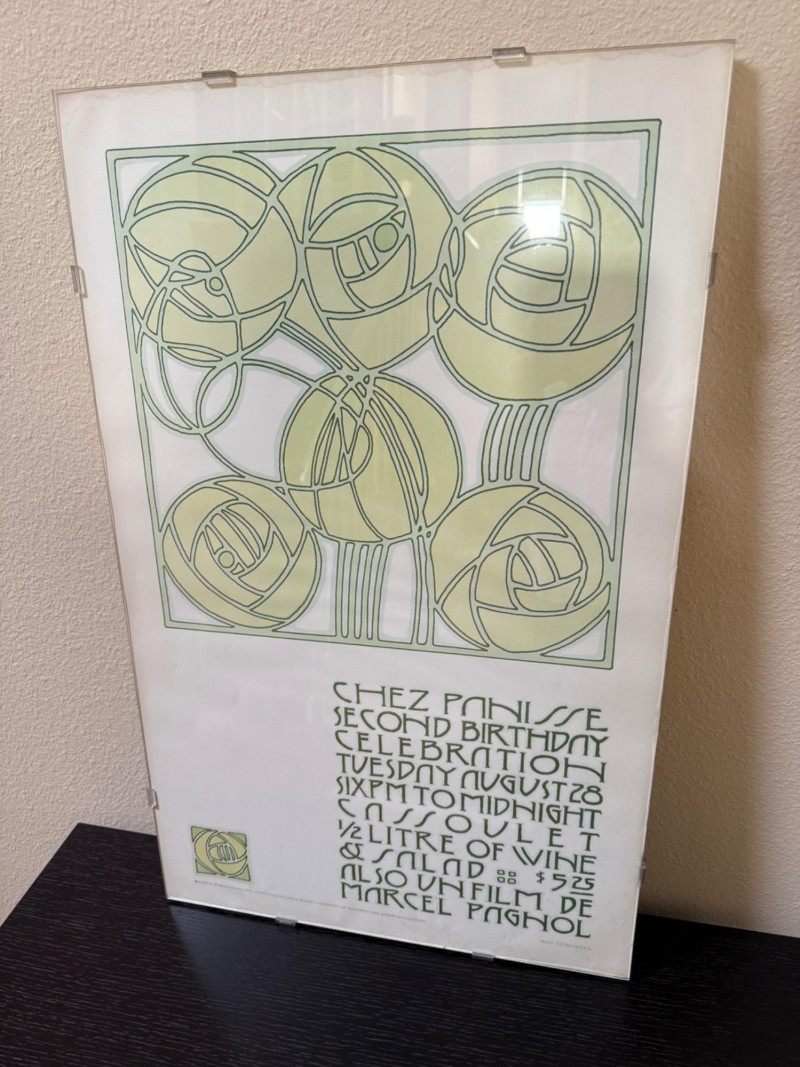 CHEZ PANISSE
SECOND BIRTHDAY
CELEBRATION
TUESDAY AUGUST 28
SIX PM TO MIDNIGHT
CASSOULET
1/2 LITRE OF WINE
& SALAD $5 25
ALSO UN FILM DE
MARCEL PAGNOL